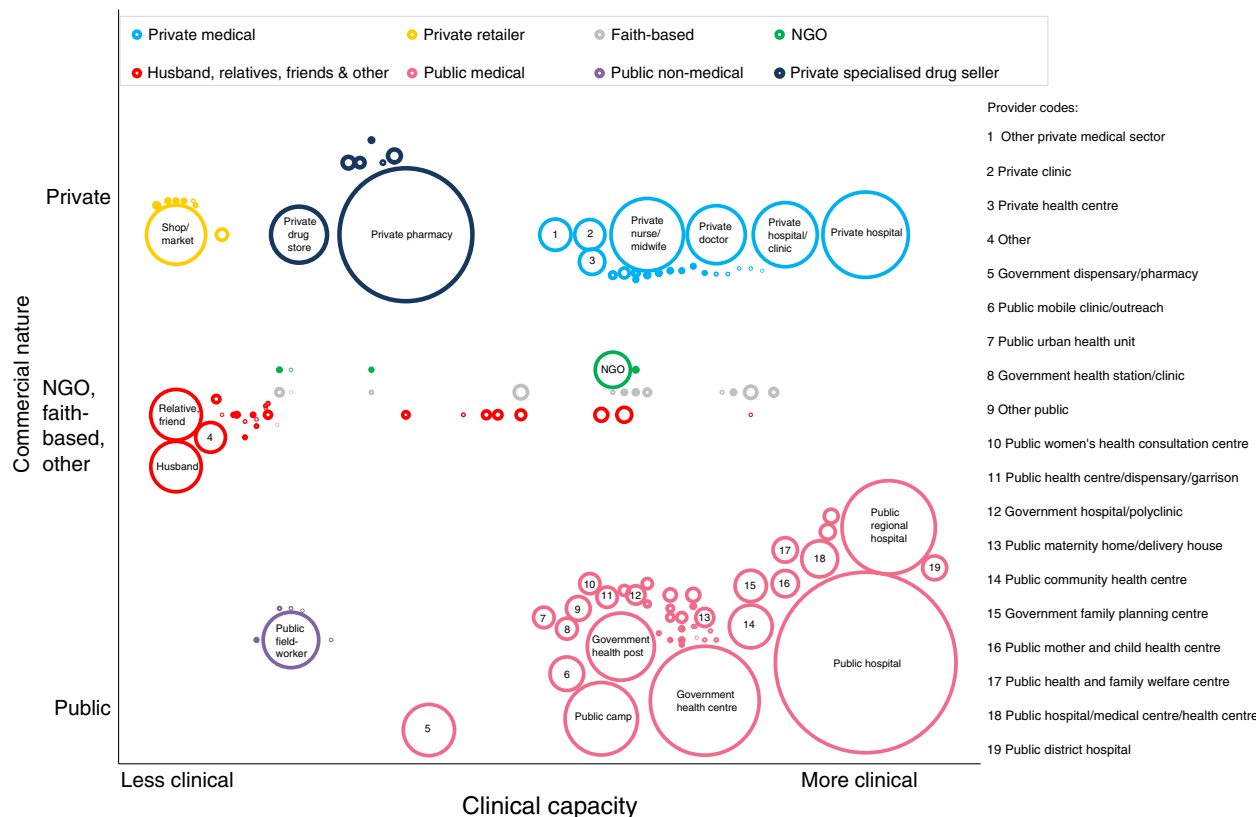 Private medical
Private retailer
Faith-based
NGO
Husband, relatives, friends & other
Public medical
Public non-medical
Private specialised drug seller
Provider codes:
1 Other private medical sector
2 Private clinic
3 Private health centre
4 Other
5 Government dispensary/pharmacy
6 Public mobile clinic/outreach
7 Public urban health unit
8 Government health station/clinic
9 Other public
10 Public women's health consultation centre
11 Public health centre/dispensary/garrison
12 Government hospital/polyclinic
13 Public maternity home/delivery house
14 Public community health centre
15 Government family planning centre
16 Public mother and child health centre
17 Public health and family welfare centre
18 Public hospital/medical centre/health centre
19 Public district hospital
Commercial nature
Private
Shop/
market
Private
drug
store
Private pharmacy
1
2
3
Private
nurse/
midwife
Private
doctor
Private
hospital/
clinic
Private hospital
NGO,
faith-
based,
other
NGO
Relative,
friend
4
Husband
Public
Public
regional
hospital
19
18
17
16
15
14
13
12
11
10
9
8
7
Government
health post
Public
field-
worker
6
Public camp
Government
health centre
Public hospital
5
Less clinical
More clinical
Clinical capacity